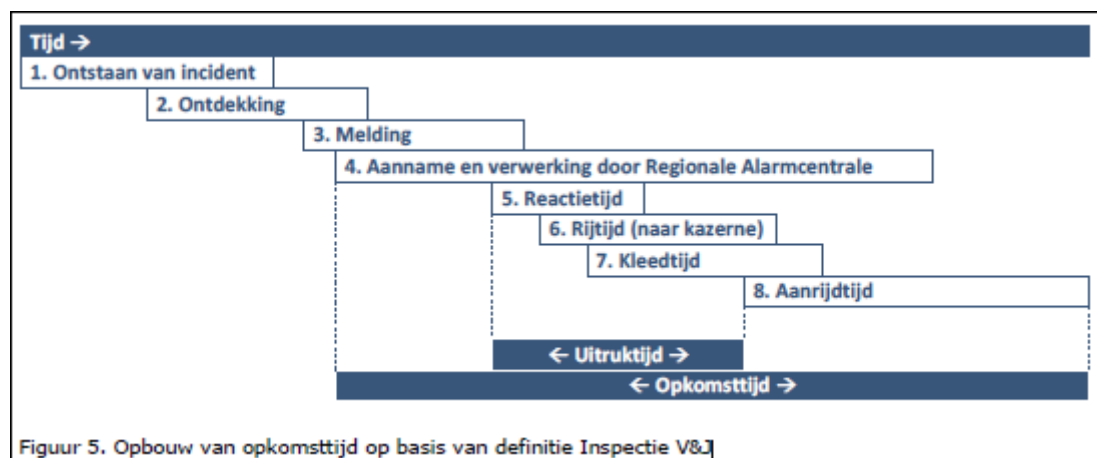 Tijd →
1. Ontstaan van incident
2. Ontdekking
3. Melding
4. Aanname en verwerking door Regionale Alarmcentrale
5. Reactietijd
6. Rijtijd (naar kazerne)
7. Kleedtijd
8. Aanrijdtijd
← Uitruktijd →
← Opkomsttijd →
Figuur 5. Opbouw van opkomsttijd op basis van definitie Inspectie V&J